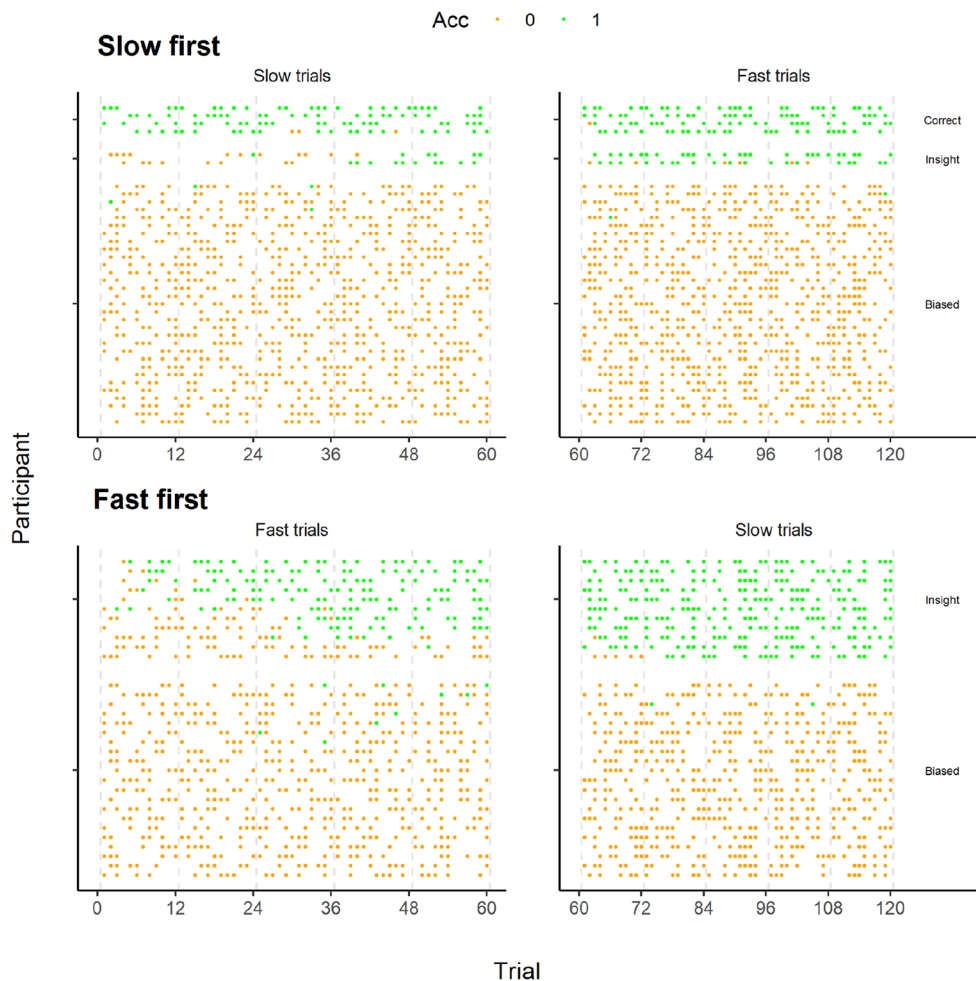 Acc 0 1
Slow first
Slow trials
Fast trials
Correct
Insight
Biased
0 12 24 36 48 60
60 72 84 96 108 120
Participant
Fast first
Fast trials
Slow trials
Insight
Biased
0 12 24 36 48 60
60 72 84 96 108 120
Trial